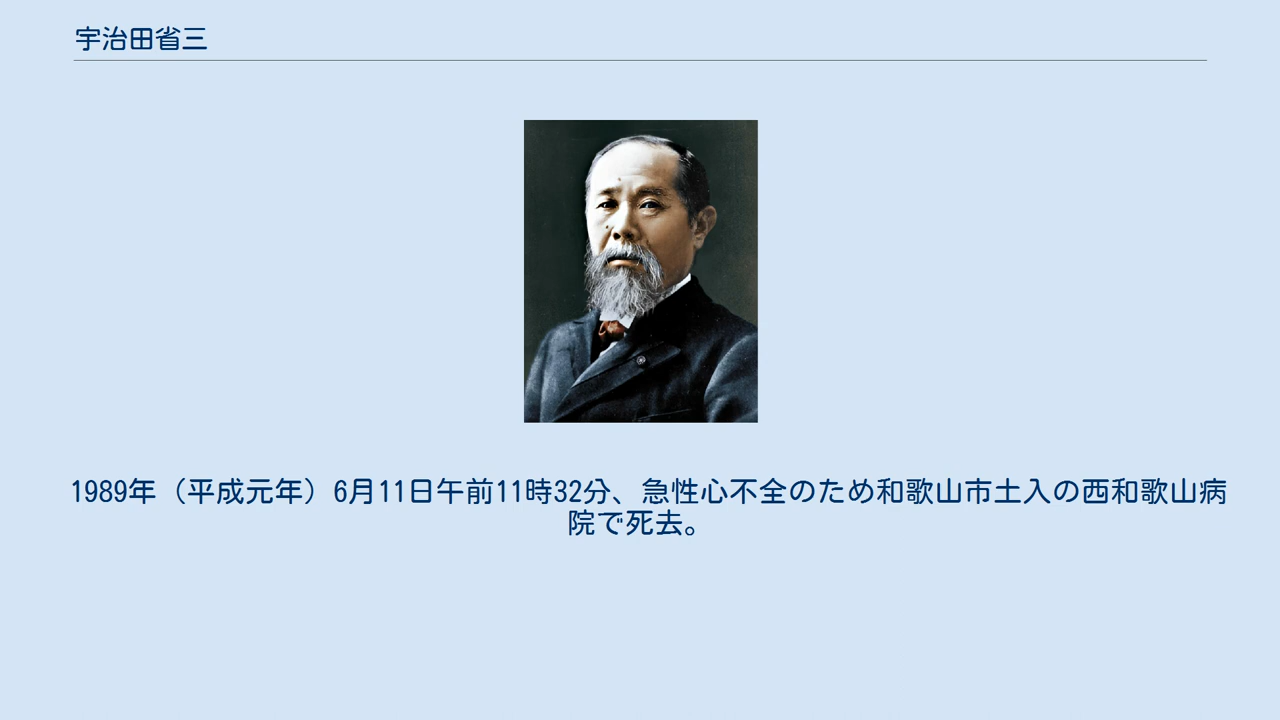 宇治田省三
1989年（平成元年）6月11日午前11時32分、急性心不全のため和歌山市土入の西和歌山病
院で死去。